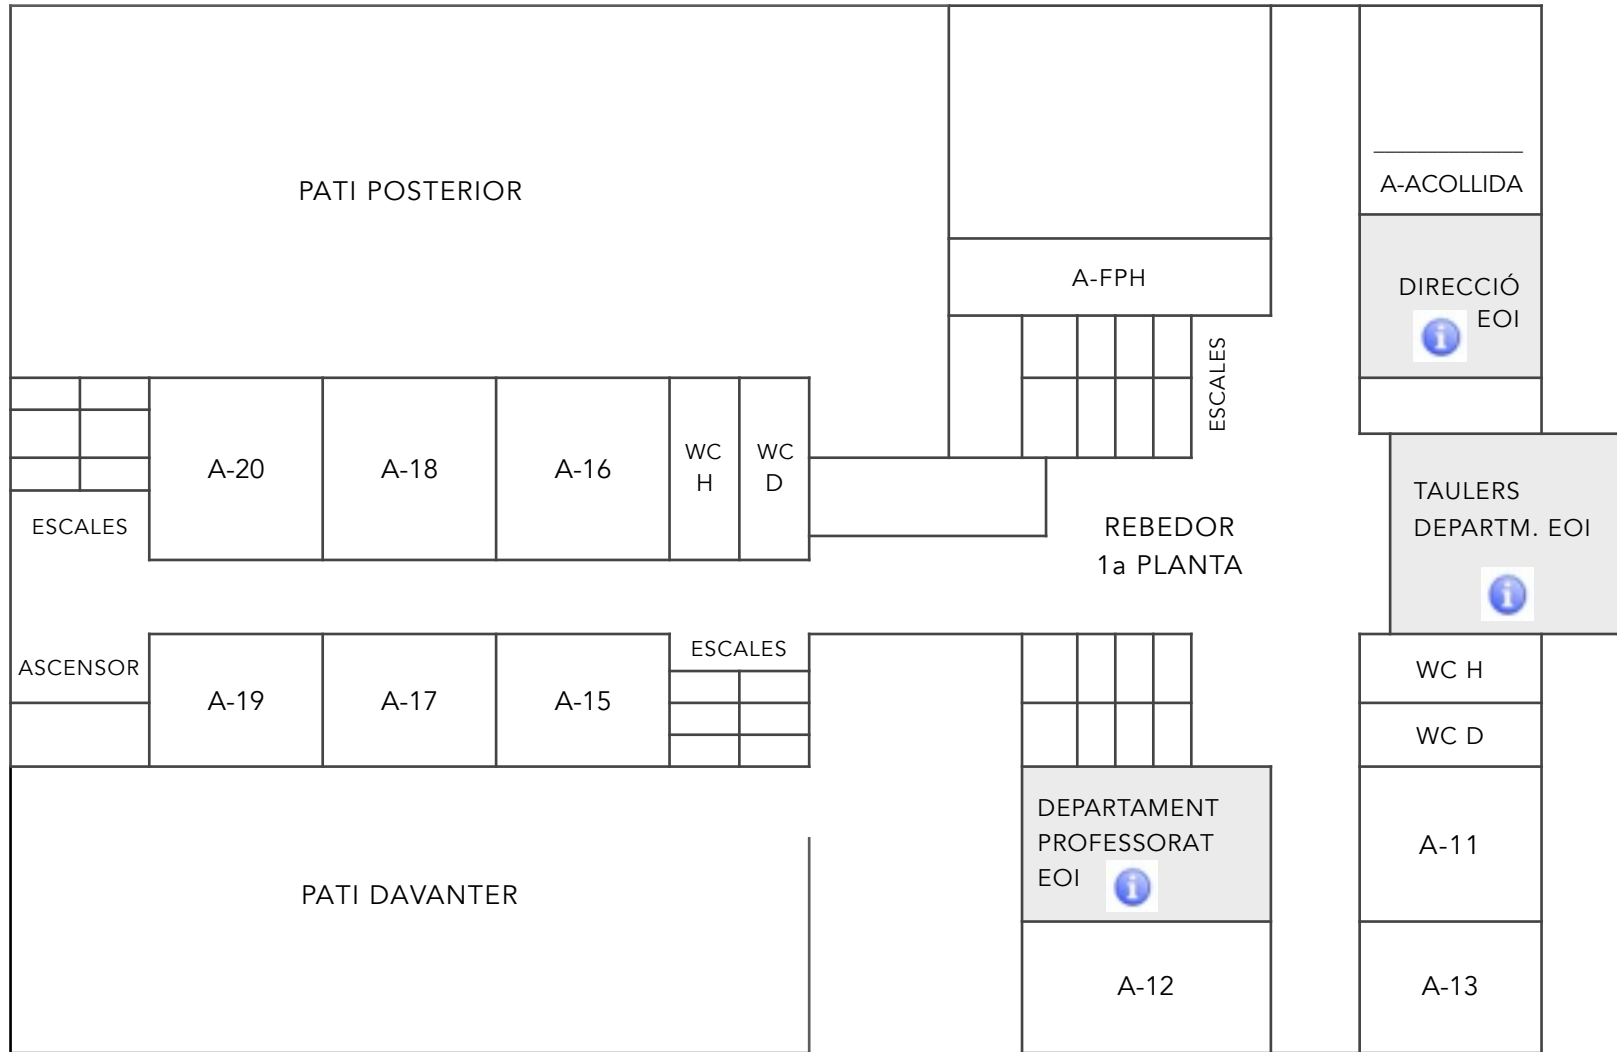 PATI POSTERIOR
A-ACOLLIDA
A-FPH
DIRECCIÓ
EOI
ESCALES
A-20
A-18
A-16
WC
H
WC
D
ESCALES
TAULERS
DEPARTM. EOI
REBEDOR
1a PLANTA
ASCENSOR
A-19
A-17
A-15
ESCALES
WC H
WC D
DEPARTAMENT
PROFESSORAT
EOI
A-11
PATI DAVANTER
A-12
A-13